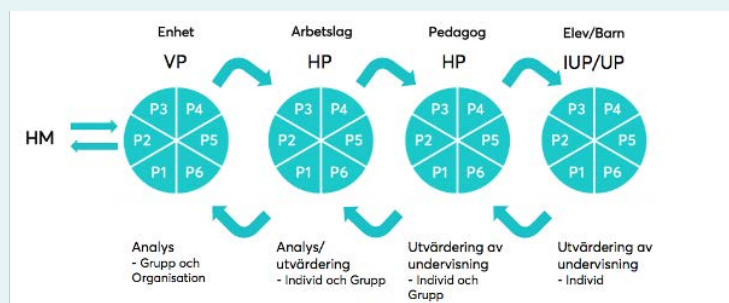 Enhet
VP
Arbetslag
HP
Pedagog
HP
Elev/Barn
IUP/UP
HM
P3 P4
P2 P5
P1 P6
P3 P4
P2 P5
P1 P6
P3 P4
P2 P5
P1 P6
P3 P4
P2 P5
P1 P6
Analys
- Grupp och
Organisation
Analys/
utvärdering
- Individ och Grupp
Utvärdering av
undervisning
- Individ och
Grupp
Utvärdering av
undervisning
- Individ